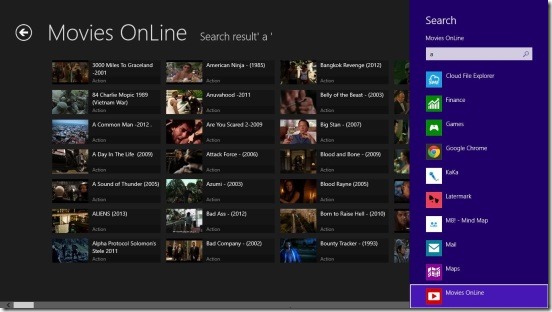 Movies OnLine
Search result' a '
3000 Miles To Graceland
-2001
Action
84 Charlie Mopic 1989
(Vietnam War)
Action
A Common Man -2012...
Action
A Day In The Life (2009)
Action
A Sound of Thunder (2005)
Action
ALIENS (2013)
Action
Alpha Protocol Solomon's
Stele 2011
Action
American Ninja - (1985)
Action
Anuvahood -2011
Action
Are You Scared 2-2009
Action
Attack Force - (2006)
Action
Azumi - (2003)
Action
Bad Ass - (2012)
Action
Bad Company - (2002)
Action
Bangkok Revenge (2012)
Action
Belly of the Beast - (2003)
Action
Big Stan - (2007)
Action
Blood and Bone - (2009)
Action
Blood Rayne (2005)
Action
Born to Raise Hell - (2010)
Action
Bounty Tracker - (1993)
Action
Search
Movies OnLine
a
Cloud File Explorer
Finance
Games
Google Chrome
KaKa
Latermark
MB! - Mind Map
Mail
Maps
Movies OnLine